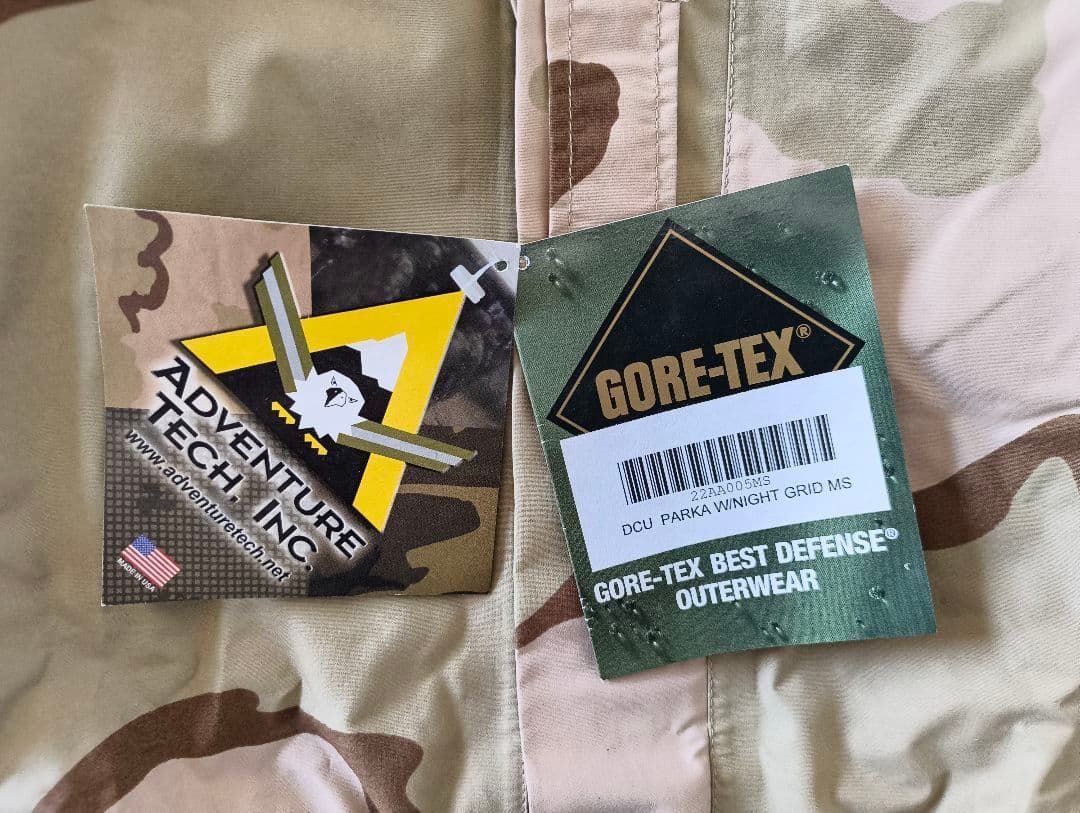 ADVENTURE
TECH, INC.
www.adventuretech.net
MADE IN USA
GORE-TEX®
22AA005MS
DCU PARKA W/NIGHT GRID MS
GORE-TEX BEST DEFENSE®
OUTERWEAR